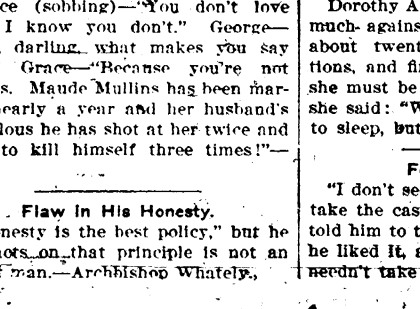 ce (sobbing)—"You don't love
I know you don't." George—
darling, what makes you say
Grace—"Because you're not
s. Maude Mullins has been mar-
nearly a year and her husband's
lous he has shot at her twice and
to kill himself three times!"—
Flaw in His Honesty.
nesty is the best policy," but he
on that principle is not an
man.—Archbishop Whately.
Dorothy A
much agains
about twent
tions, and fi
she must be
she said: "W
to sleep, but
F
"I don't se
take the cas
told him to t
he liked it, a
needn't take